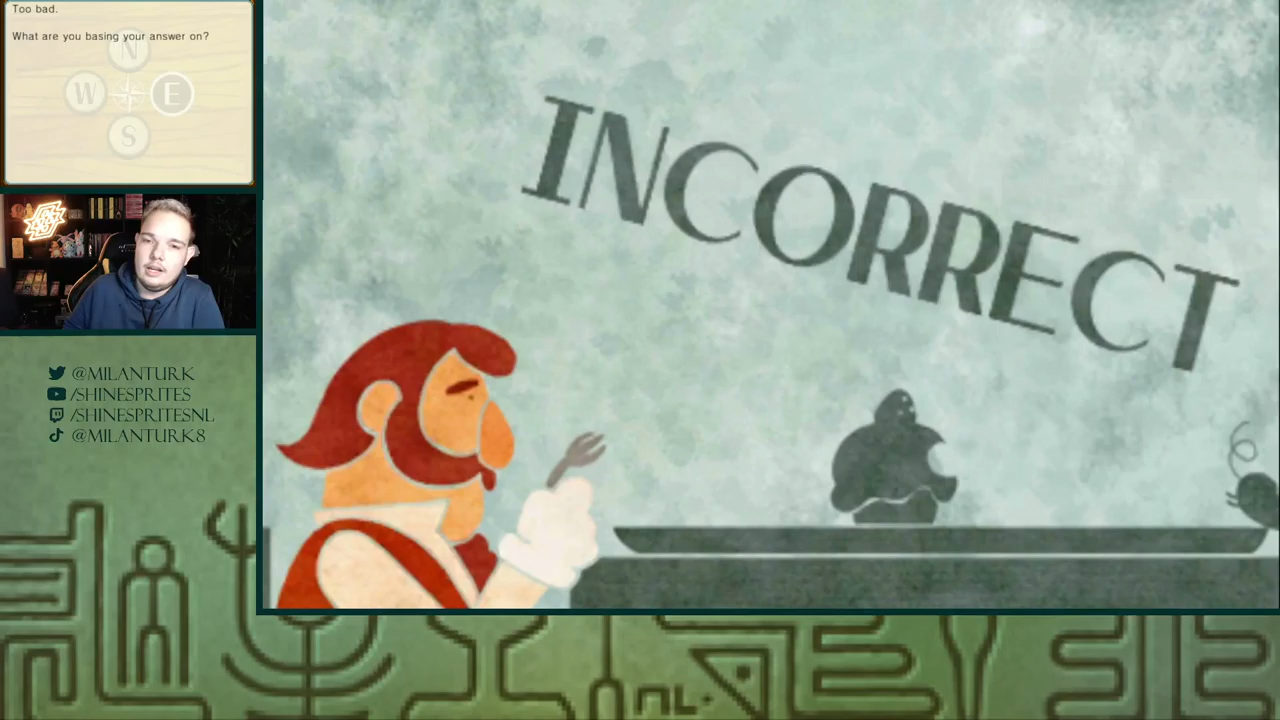 Too bad.
What are you basing your answer on?
N
W E
S
INCORRECT
@MILANTURK
/SHINESPRITES
/SHINESPRITESNL
@MILANTURK8